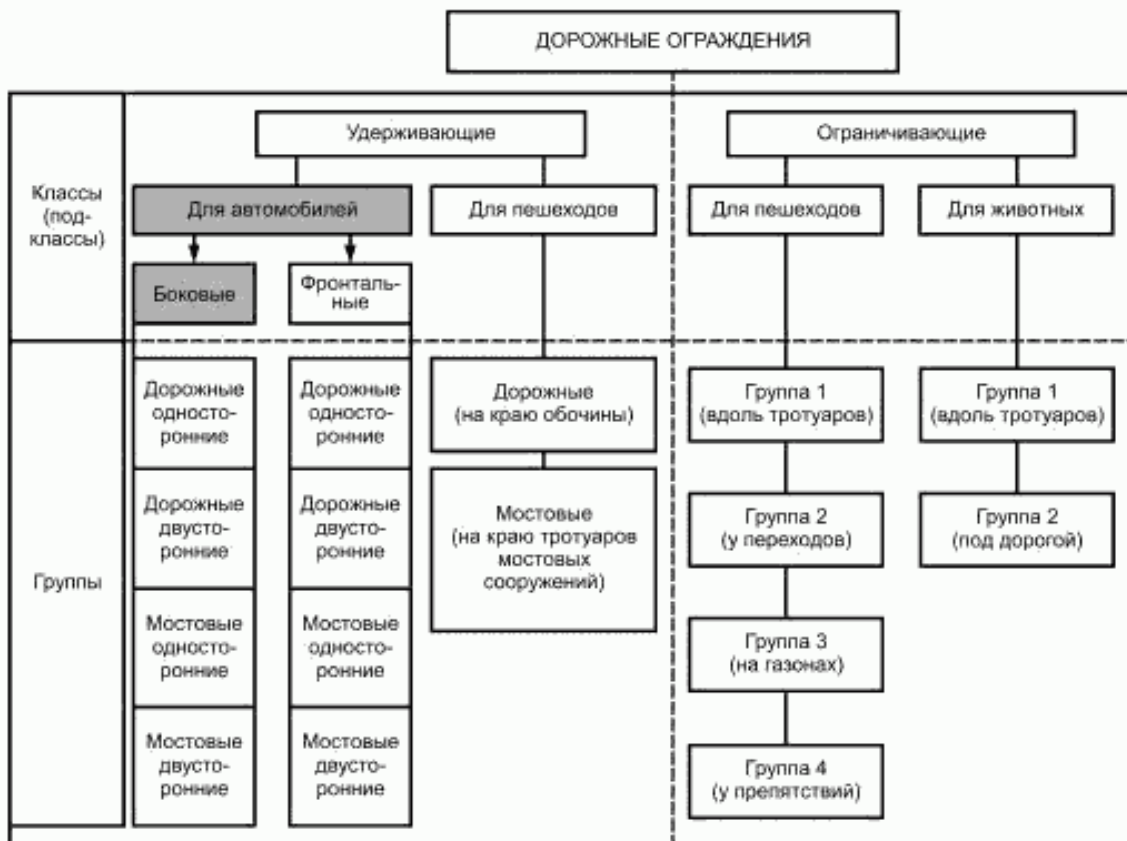 ДОРОЖНЫЕ ОГРАЖДЕНИЯ
Удерживающие
Ограничивающие
Классы
(под-
классы)
Для автомобилей
Для пешеходов
Для пешеходов
Для животных
Боковые
Фронталь-
ные
Группы
Дорожные
односто-
ронние
Дорожные
двусто-
ронние
Мостовые
односто-
ронние
Мостовые
двусто-
ронние
Дорожные
односто-
ронние
Дорожные
двусто-
ронние
Мостовые
односто-
ронние
Мостовые
двусто-
ронние
Дорожные
(на краю обочины)
Мостовые
(на краю тротуаров
мостовых
сооружений)
Группа 1
(вдоль тротуаров)
Группа 2
(у переходов)
Группа 3
(на газонах)
Группа 4
(у препятствий)
Группа 1
(вдоль тротуаров)
Группа 2
(под дорогой)